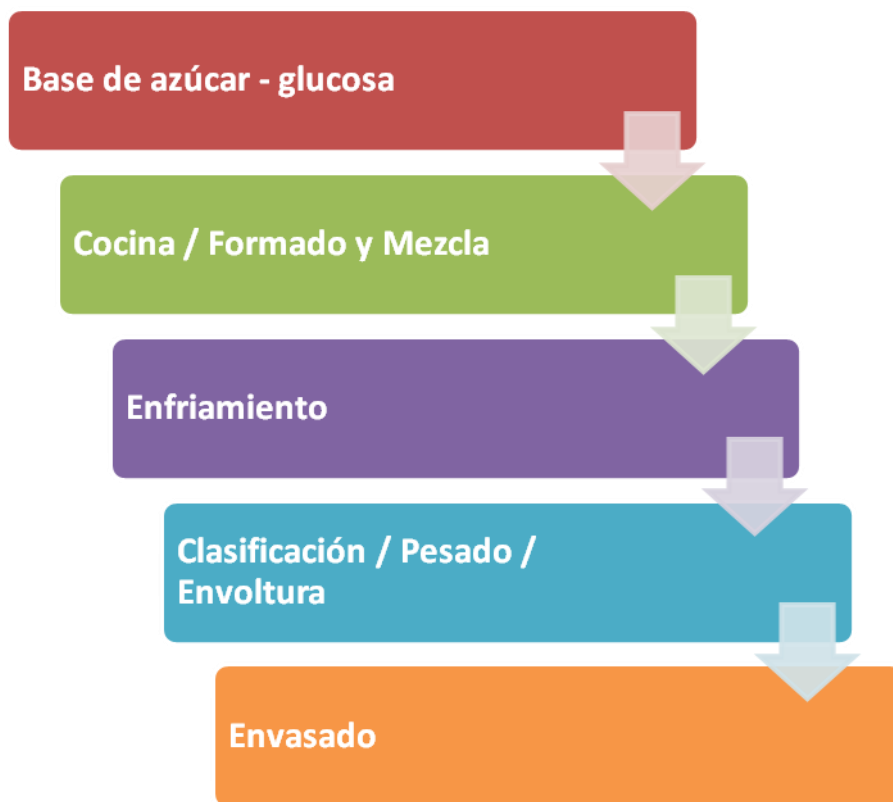 Base de azúcar - glucosa
Cocina / Formado y Mezcla
Enfriamiento
Clasificación / Pesado /
Envoltura
Envasado